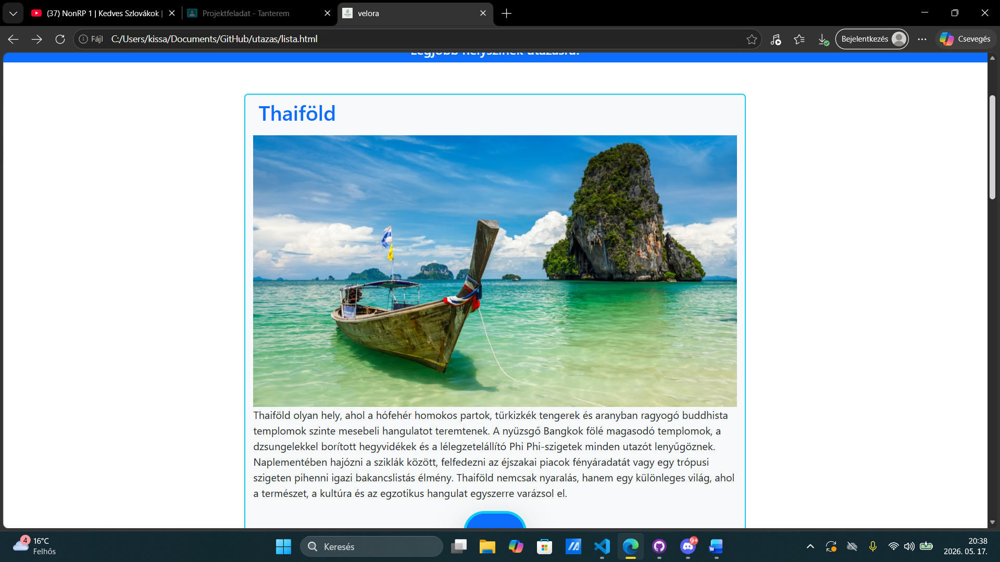 (37) NonRP 1 | Kedves Szlovákok |
Projektfeladat - Tanterem
velora
Fájl
C:/Users/kissa/Documents/GitHub/utazas/lista.html
Bejelentkezés
Csevegés
Legjobb helyszínek utazásra:
Thaiföld
Thaiföld olyan hely, ahol a hófehér homokos partok, türkizkék tengerek és aranyban ragyogó buddhista
templomok szinte mesebeli hangulatot teremtenek. A nyüzsgő Bangkok fölé magasodó templomok, a
dzsungelekkel borított hegyvidékek és a lélegzetelállító Phi Phi-szigetek minden utazót lenyűgöznek.
Naplementében hajózni a sziklák között, felfedezni az éjszakai piacok fényáradatát vagy egy trópusi
szigeten pihenni igazi bakancslistás élmény. Thaiföld nemcsak nyaralás, hanem egy különleges világ, ahol
a természet, a kultúra és az egzotikus hangulat egyszerre varázsol el.
4
16°C
Felhős
Keresés
9+
20:38
2026. 05. 17.